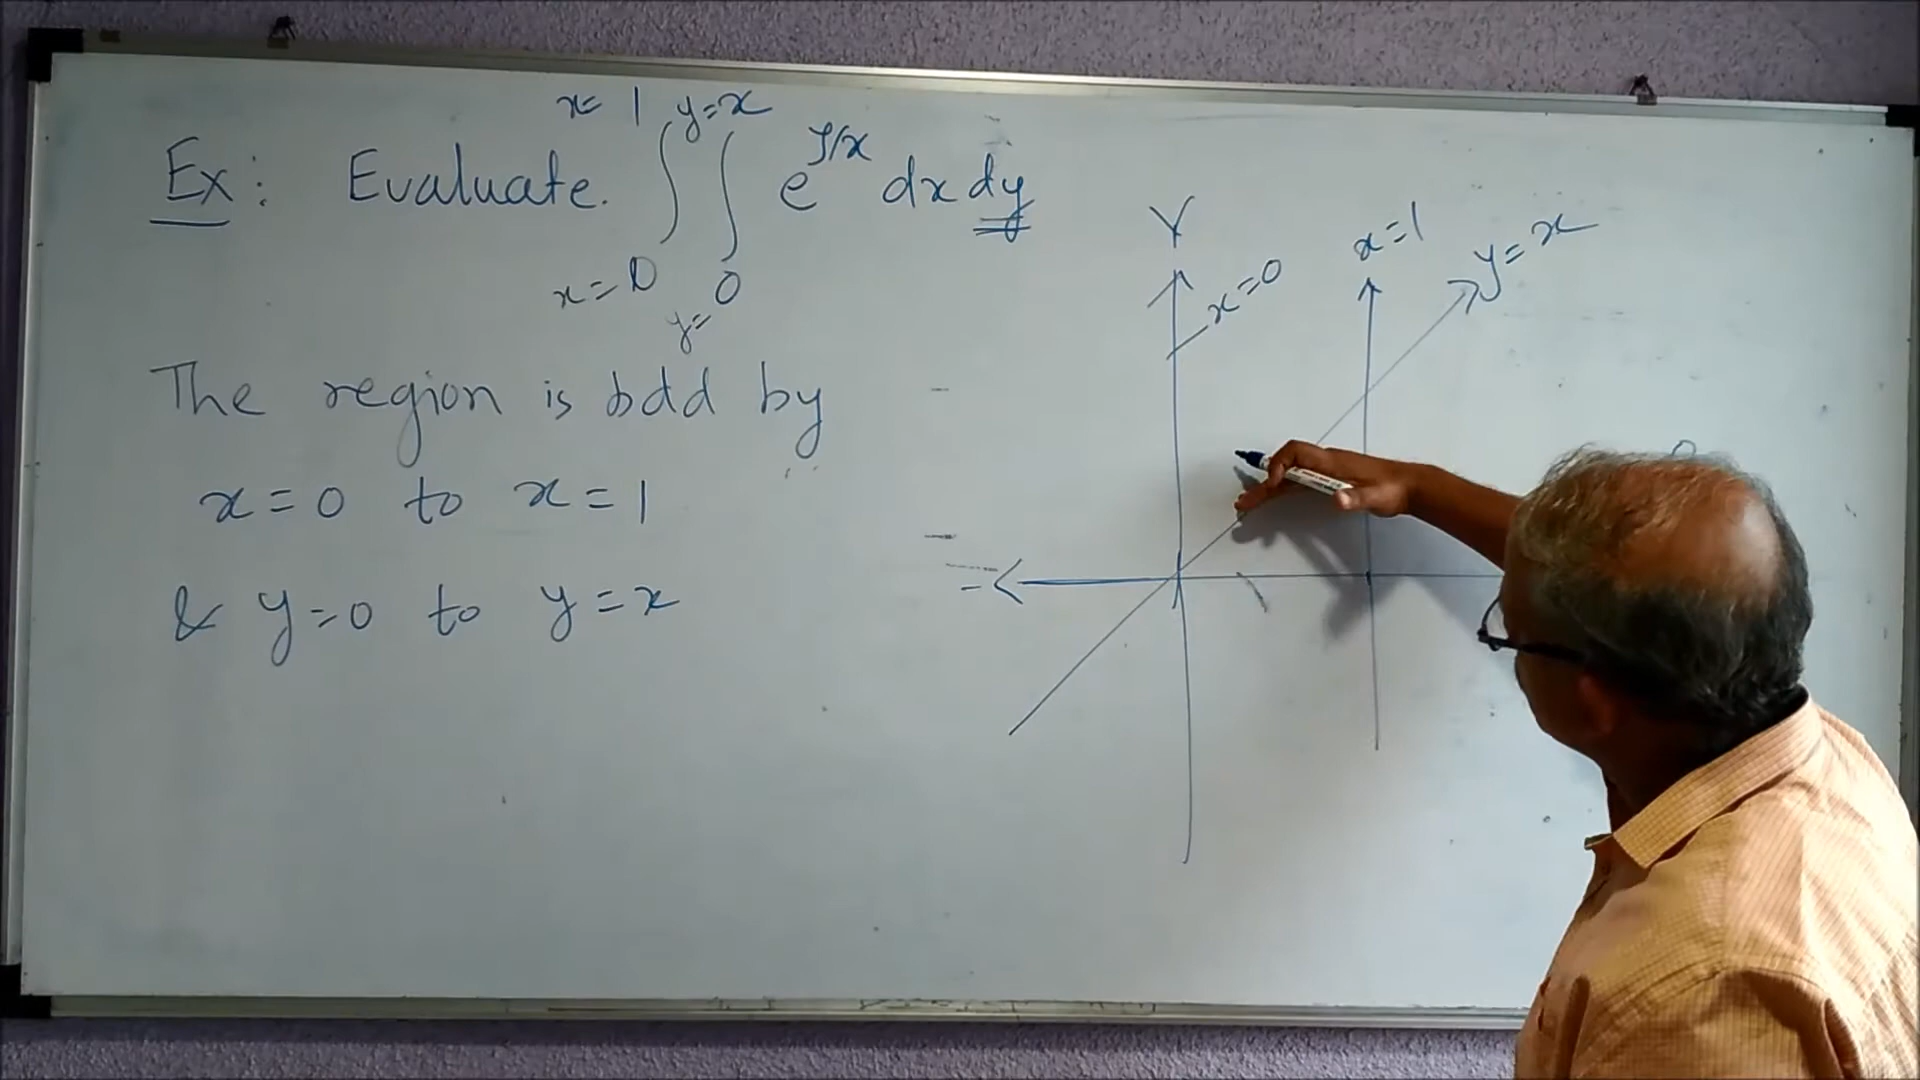 x= 1 y=x
Ex: Evaluate. ∫ ∫ e^{y/x} dx dy
x=0 0
y=
The region is bdd by
x=0 to x=1
& y=0 to y=x
Y
x=0
x=1
y=x